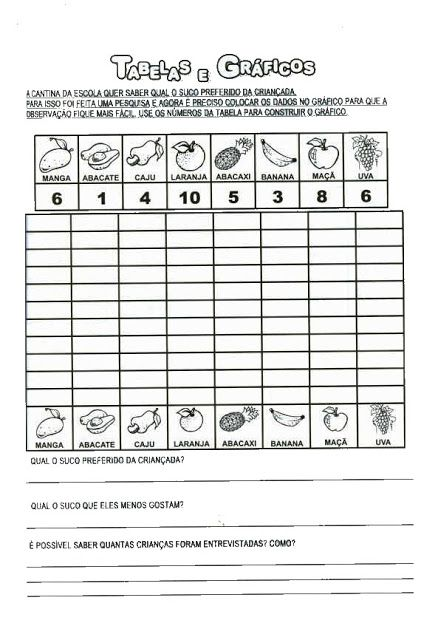 TABELAS E GRÁFICOS
A CANTINA DA ESCOLA QUER SABER QUAL O SUCO PREFERIDO DA CRIANÇADA.
PARA ISSO FOI FEITA UMA PESQUISA E AGORA É PRECISO COLOCAR OS DADOS NO GRÁFICO PARA QUE A
OBSERVAÇÃO FIQUE MAIS FÁCIL. USE OS NÚMEROS DA TABELA PARA CONSTRUIR O GRÁFICO.
MANGA ABACATE CAJU LARANJA ABACAXI BANANA MAÇÃ UVA
6 1 4 10 5 3 8 6
MANGA ABACATE CAJU LARANJA ABACAXI BANANA MAÇÃ UVA
QUAL O SUCO PREFERIDO DA CRIANÇADA?
QUAL O SUCO QUE ELES MENOS GOSTAM?
É POSSÍVEL SABER QUANTAS CRIANÇAS FORAM ENTREVISTADAS? COMO?